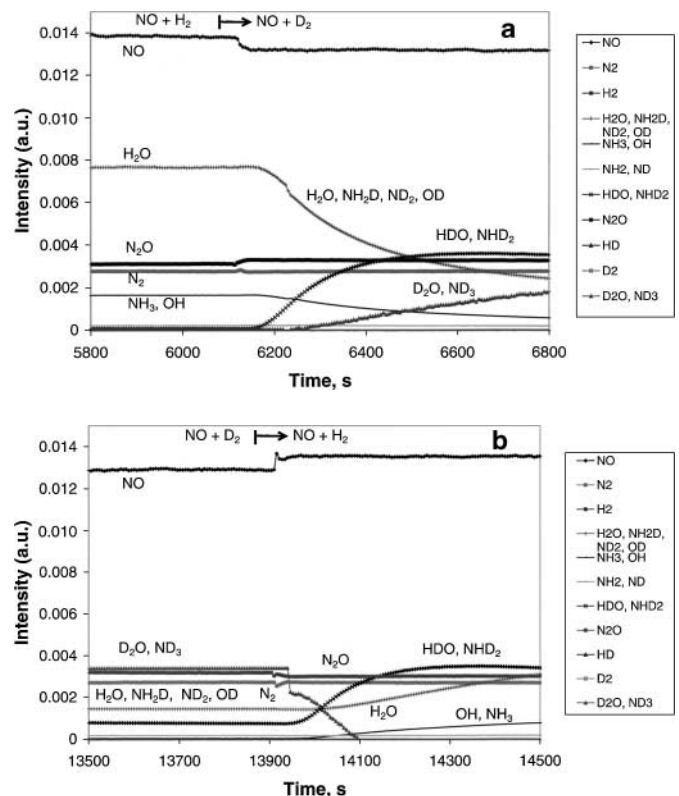 NO + H2 NO + D2
a
NO
H2O
H2O, NH2D, ND2, OD
HDO, NHD2
N2O
N2
D2O, ND3
NH3, OH
Intensity (a.u.)
0.014
0.012
0.01
0.008
0.006
0.004
0.002
0
5800
6000
6200
6400
6600
6800
Time, s
NO
N2
H2
H2O, NH2D,
ND2, OD
NH3, OH
NH2, ND
HDO, NHD2
N2O
HD
D2
D2O, ND3
NO + D2 NO + H2
b
NO
D2O, ND3
N2O
HDO, NHD2
H2O, NH2D, ND2, OD
N2
H2O
OH, NH3
Intensity (a.u.)
0.014
0.012
0.01
0.008
0.006
0.004
0.002
0
13500
13700
13900
14100
14300
14500
Time, s
NO
N2
H2
H2O, NH2D,
ND2, OD
NH3, OH
NH2, ND
HDO, NHD2
N2O
HD
D2
D2O, ND3